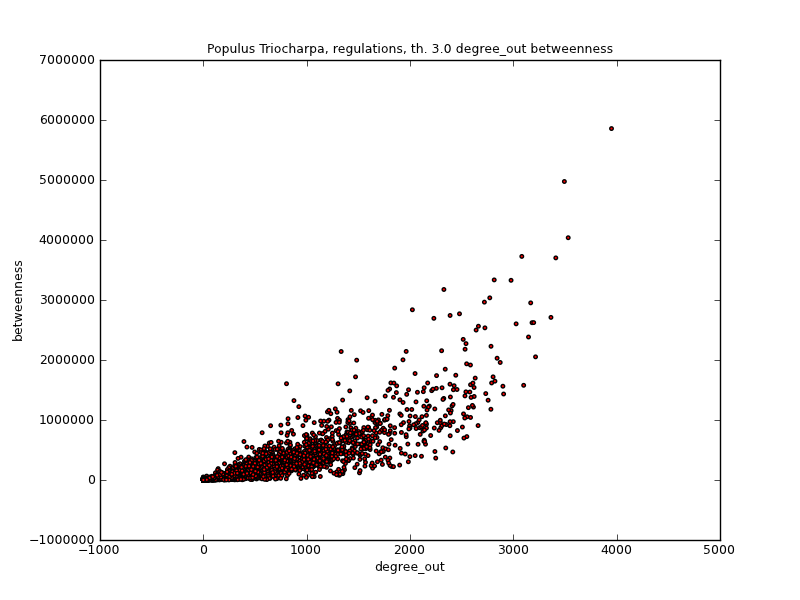 Populus Triocharpa, regulations, th. 3.0 degree_out betweenness
7000000
6000000
5000000
4000000
3000000
2000000
1000000
0
−1000000
betweenness
−1000 0 1000 2000 3000 4000 5000
degree_out